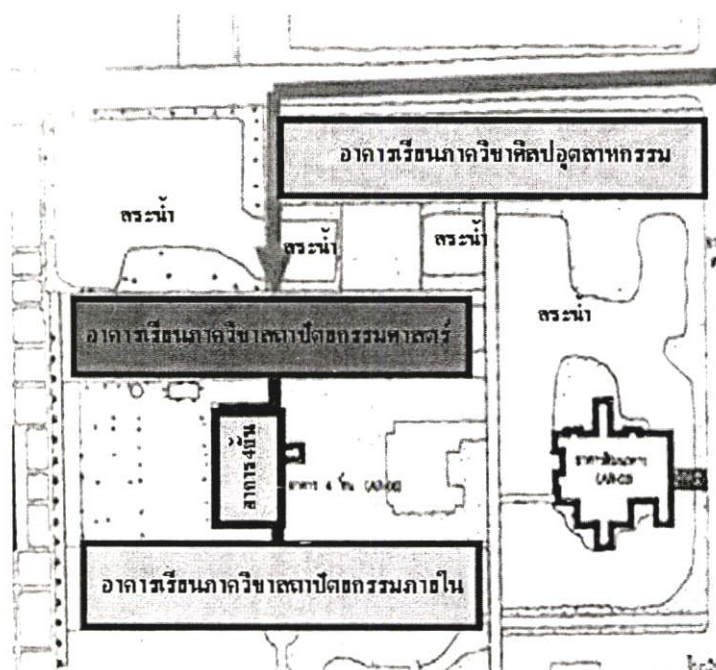 อาคารเรียนภาควิชาศิลปอุตสาหกรรม
สระน้ำ
สระน้ำ
สระน้ำ
สระน้ำ
อาคารเรียนภาควิชาสถาปัตยกรรมศาสตร์
อาคาร4ชั้น
อาคาร 4 ชั้น
อาคารเรียนภาควิชาสถาปัตยกรรมภายใน